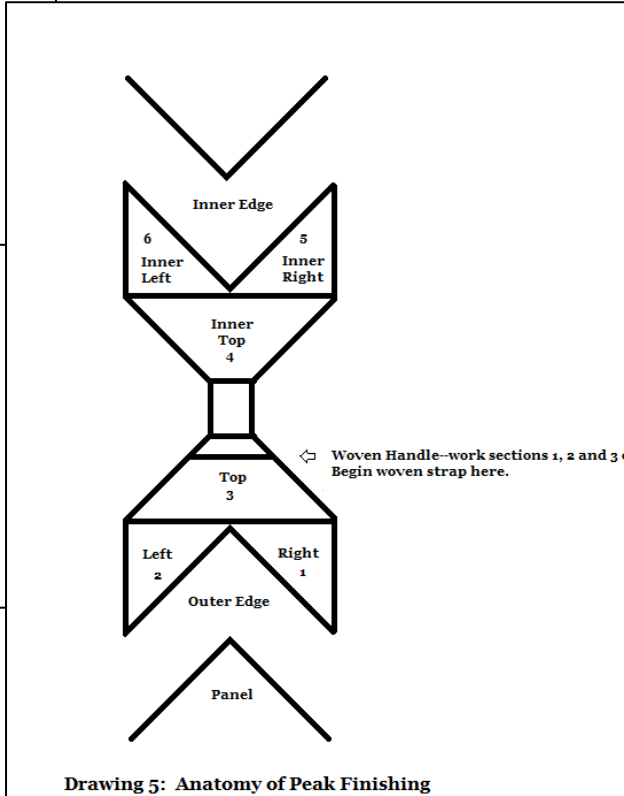 Inner Edge
6
Inner
Left
5
Inner
Right
Inner
Top
4
Woven Handle--work sections 1, 2 and 3
Begin woven strap here.
Top
3
Left
2
Right
1
Outer Edge
Panel
Drawing 5: Anatomy of Peak Finishing